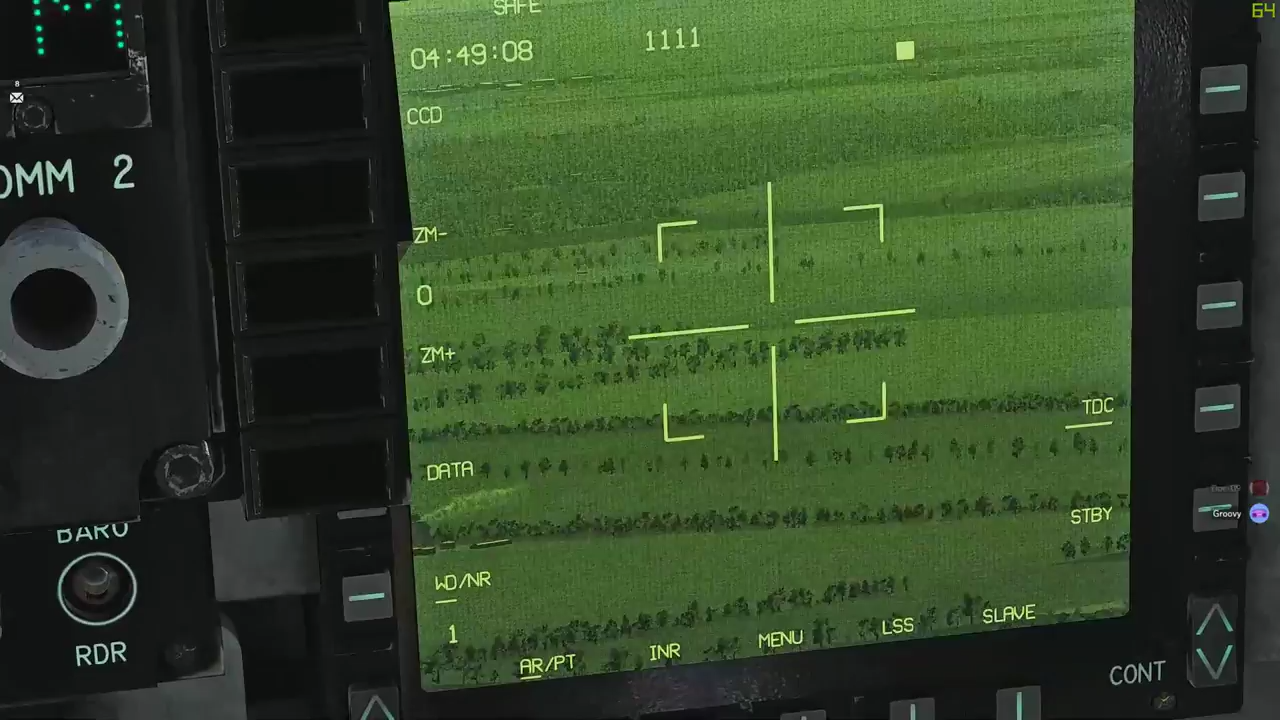 SAFE
64
04:49:08
1111
CCD
8
OMM 2
ZM-
0
ZM+
TDC
DATA
Groovy
STBY
BARO
WD/NR
1
SLAVE
LSS
MENU
INR
AR/PT
RDR
CONT